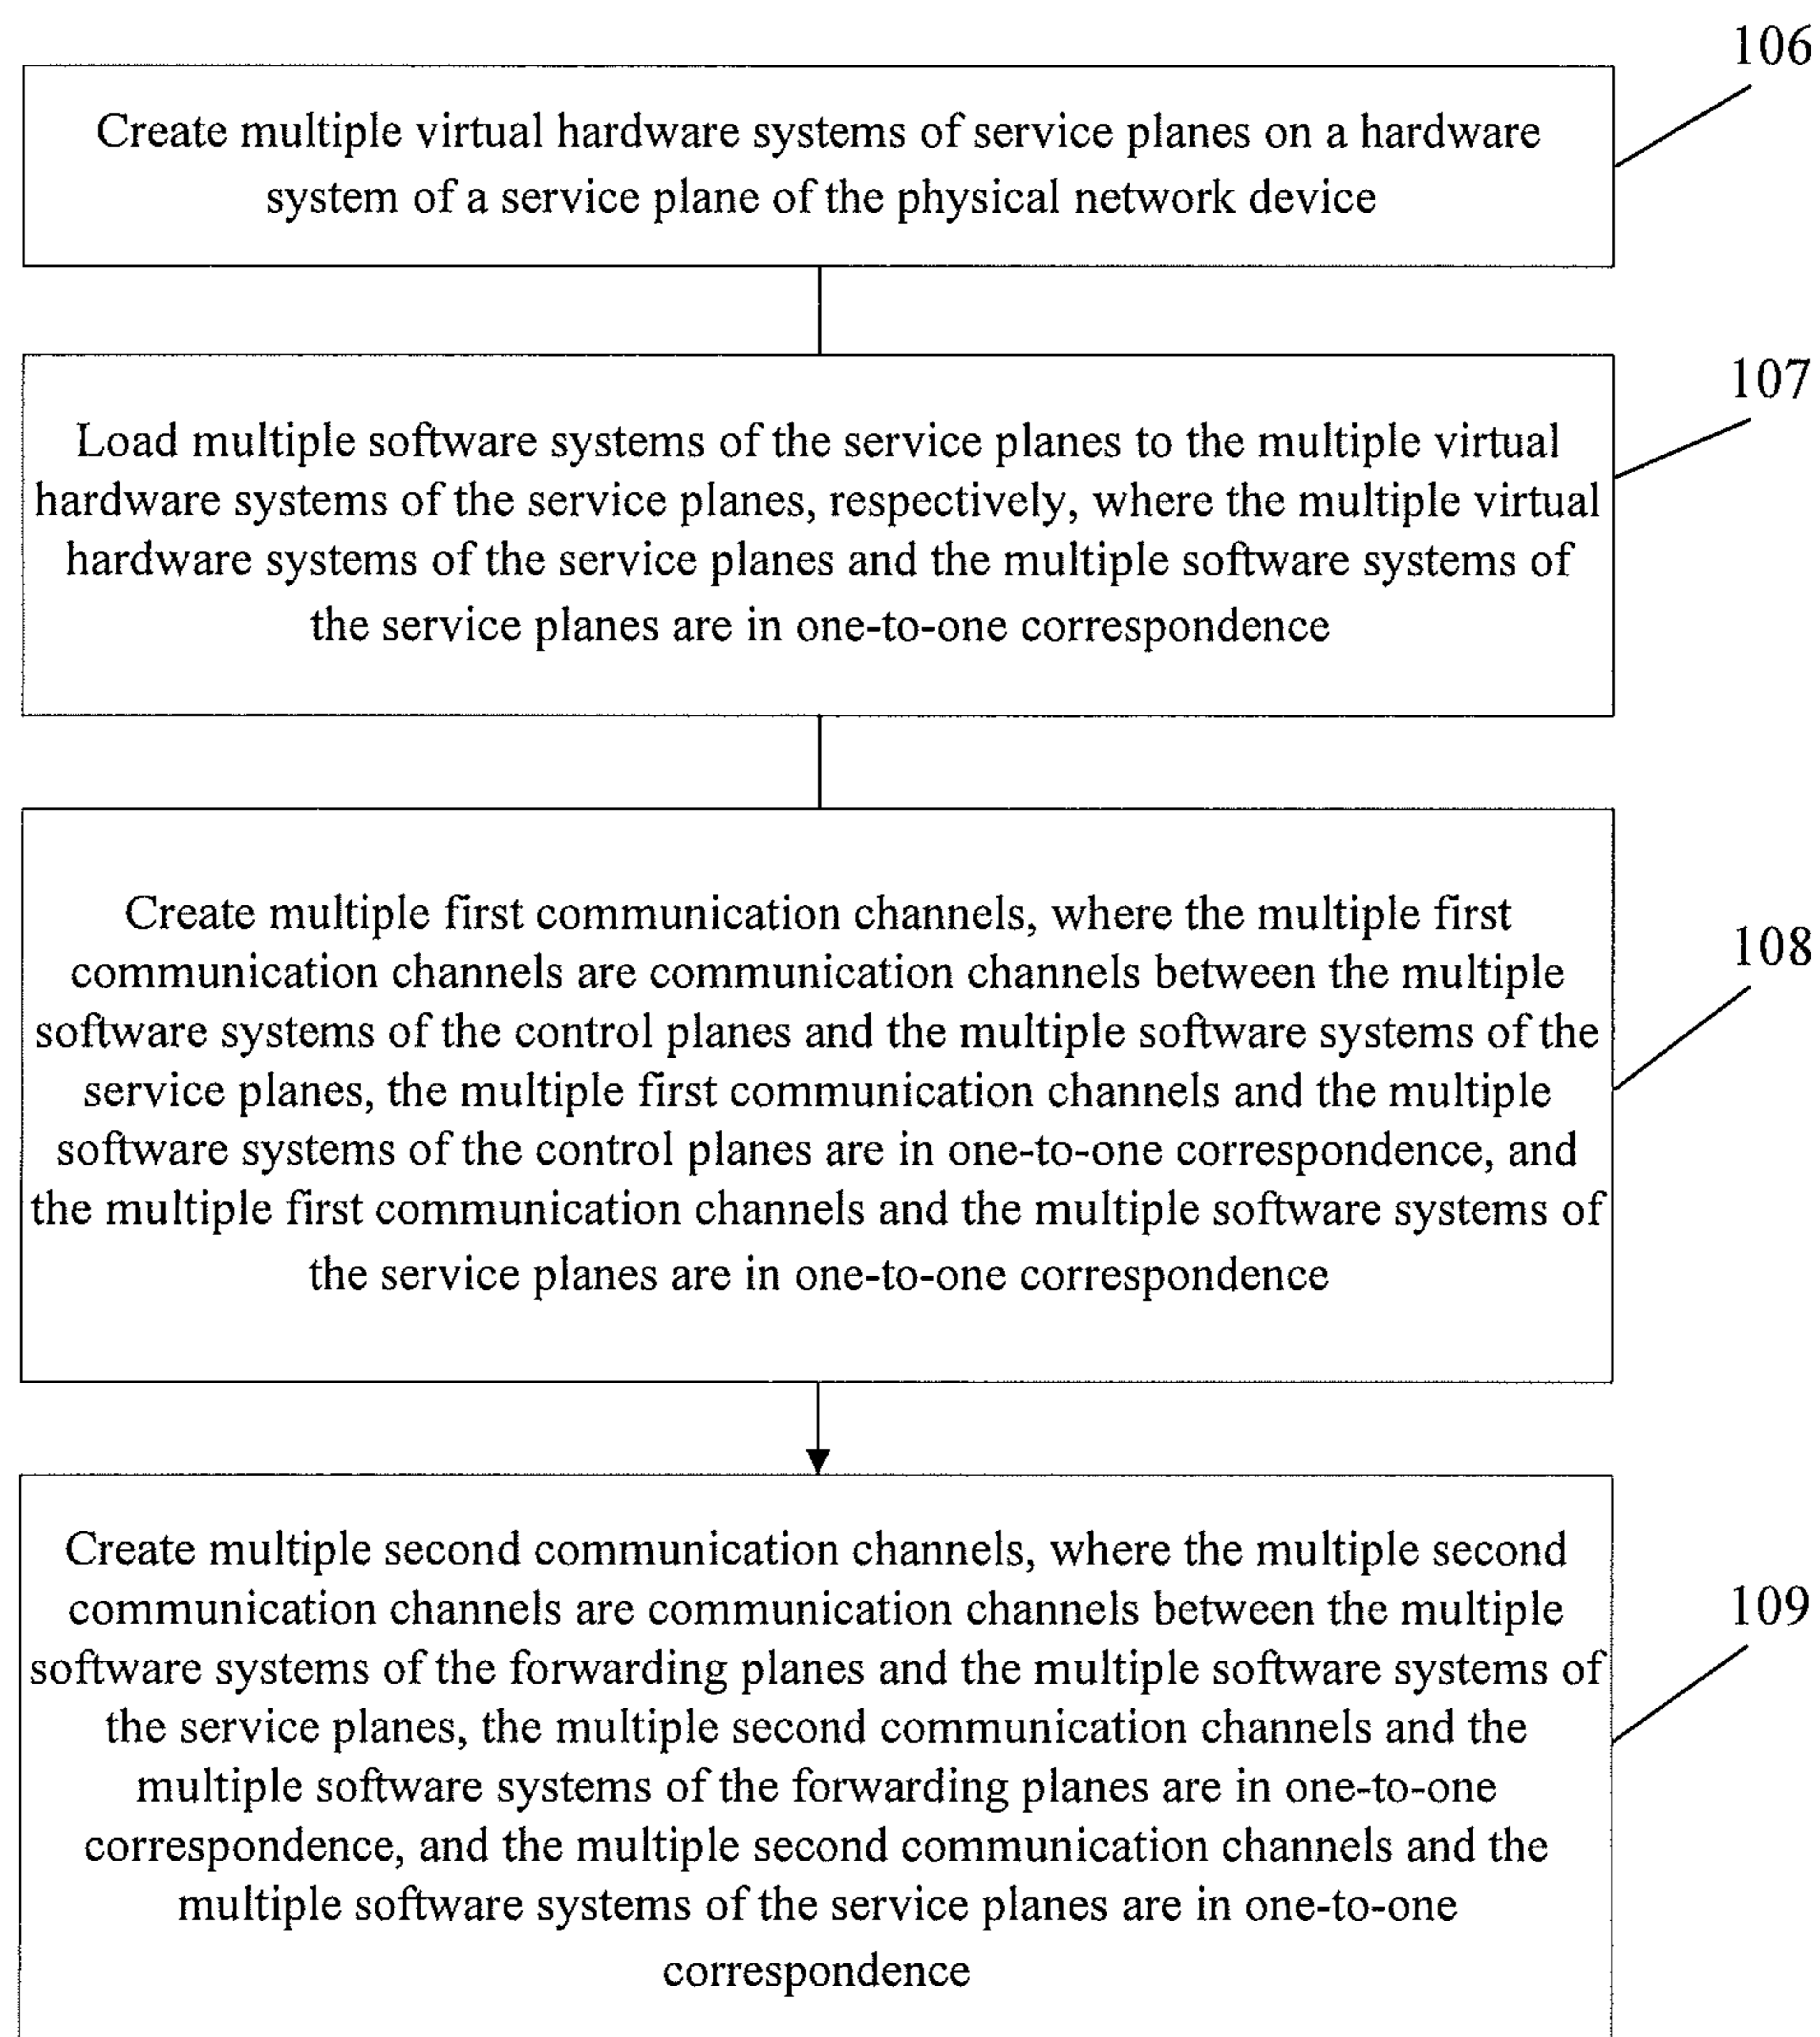 106
Create multiple virtual hardware systems of service planes on a hardware
system of a service plane of the physical network device
107
Load multiple software systems of the service planes to the multiple virtual
hardware systems of the service planes, respectively, where the multiple virtual
hardware systems of the service planes and the multiple software systems of
the service planes are in one-to-one correspondence
108
Create multiple first communication channels, where the multiple first
communication channels are communication channels between the multiple
software systems of the control planes and the multiple software systems of the
service planes, the multiple first communication channels and the multiple
software systems of the control planes are in one-to-one correspondence, and
the multiple first communication channels and the multiple software systems of
the service planes are in one-to-one correspondence
109
Create multiple second communication channels, where the multiple second
communication channels are communication channels between the multiple
software systems of the forwarding planes and the multiple software systems of
the service planes, the multiple second communication channels and the
multiple software systems of the forwarding planes are in one-to-one
correspondence, and the multiple second communication channels and the
multiple software systems of the service planes are in one-to-one
correspondence